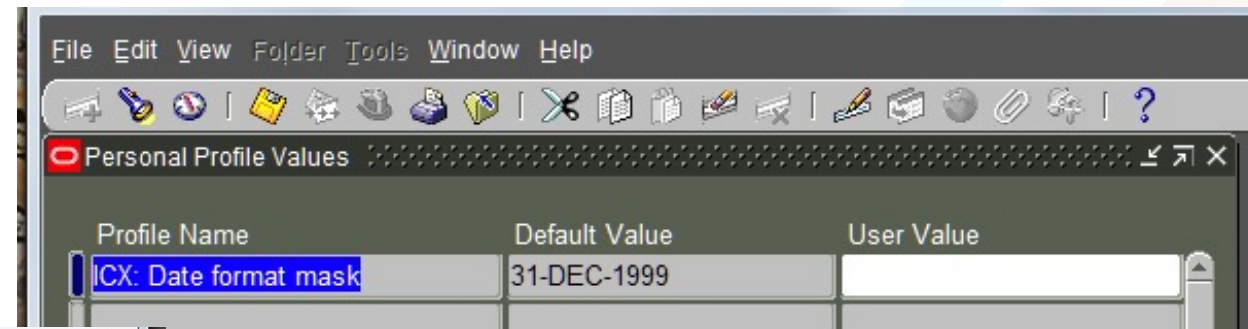 File Edit View Folder Tools Window Help
?
Personal Profile Values
Profile Name Default Value User Value
ICX: Date format mask 31-DEC-1999